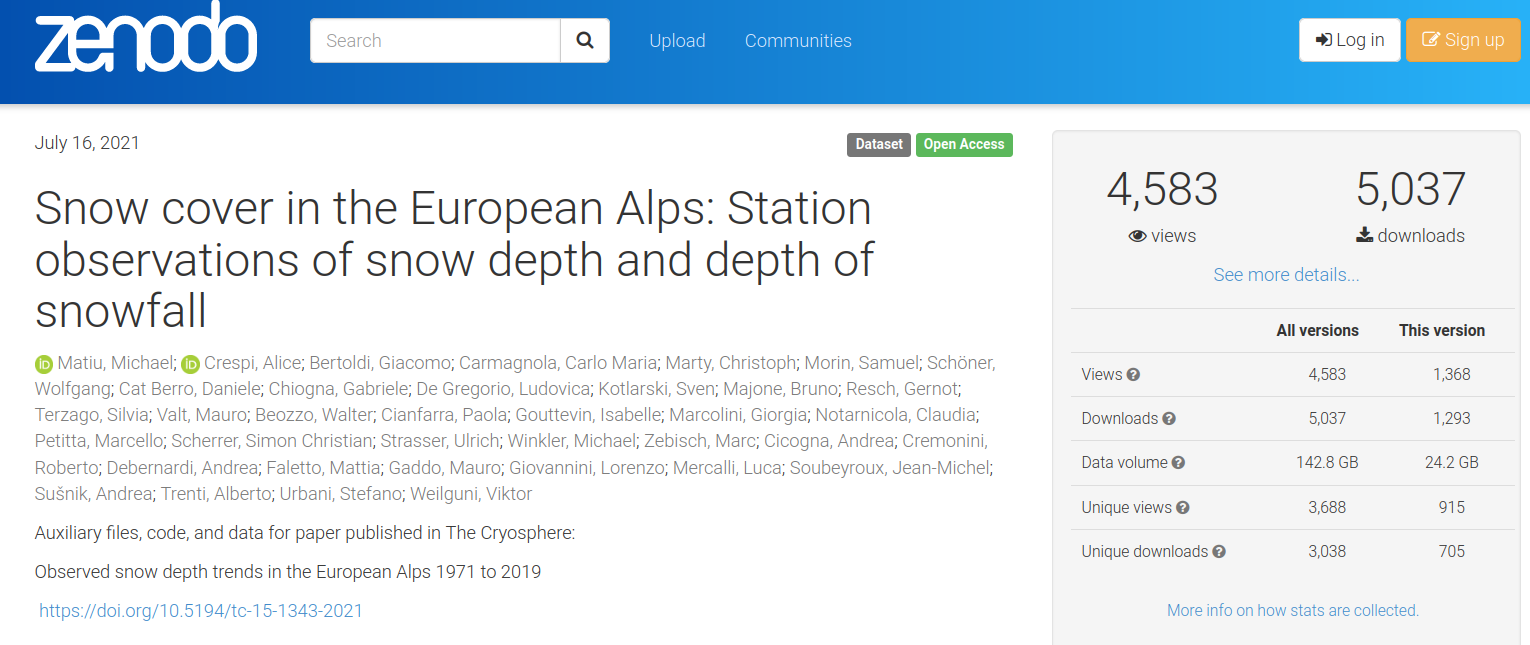 zenodo
Search
Upload
Communities
Log in
Sign up
July 16, 2021
Dataset
Open Access
Snow cover in the European Alps: Station
observations of snow depth and depth of
snowfall
iD Matiu, Michael; iD Crespi, Alice; Bertoldi, Giacomo; Carmagnola, Carlo Maria; Marty, Christoph; Morin, Samuel; Schöner,
Wolfgang; Cat Berro, Daniele; Chiogna, Gabriele; De Gregorio, Ludovica; Kotlarski, Sven; Majone, Bruno; Resch, Gernot;
Terzago, Silvia; Valt, Mauro; Beozzo, Walter; Cianfarra, Paola; Gouttevin, Isabelle; Marcolini, Giorgia; Notarnicola, Claudia;
Petitta, Marcello; Scherrer, Simon Christian; Strasser, Ulrich; Winkler, Michael; Zebisch, Marc; Cicogna, Andrea; Cremonini,
Roberto; Debernardi, Andrea; Faletto, Mattia; Gaddo, Mauro; Giovannini, Lorenzo; Mercalli, Luca; Soubeyroux, Jean-Michel;
Sušnik, Andrea; Trenti, Alberto; Urbani, Stefano; Weilguni, Viktor
Auxiliary files, code, and data for paper published in The Cryosphere:
Observed snow depth trends in the European Alps 1971 to 2019
https://doi.org/10.5194/tc-15-1343-2021
4,583 5,037
views downloads
See more details...
All versions This version
Views ? 4,583 1,368
Downloads ? 5,037 1,293
Data volume ? 142.8 GB 24.2 GB
Unique views ? 3,688 915
Unique downloads ? 3,038 705
More info on how stats are collected.